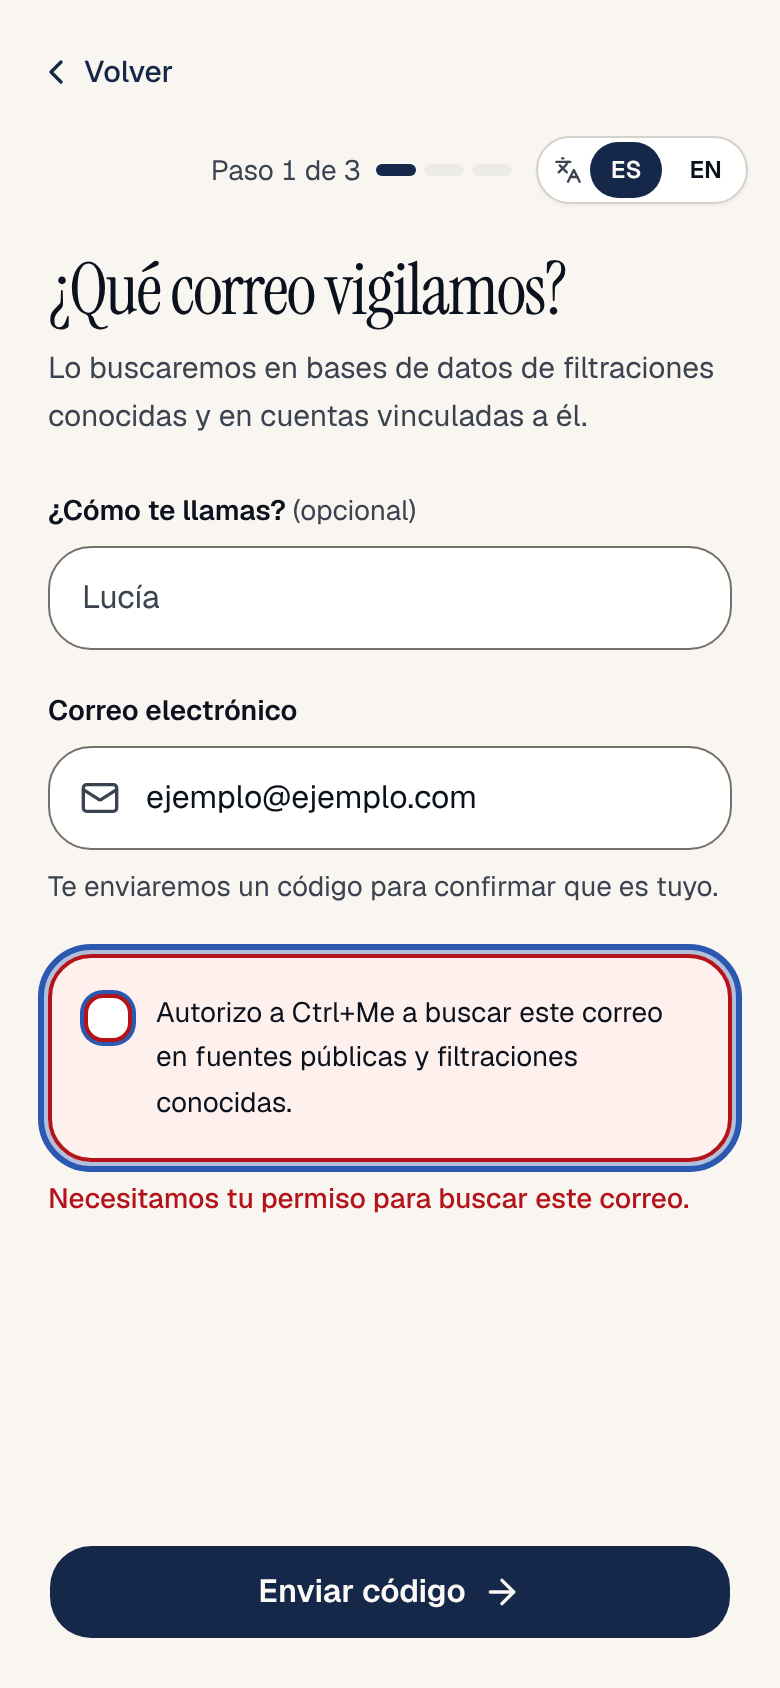 Volver
Paso 1 de 3
ES
EN
¿Qué correo vigilamos?
Lo buscaremos en bases de datos de filtraciones
conocidas y en cuentas vinculadas a él.
¿Cómo te llamas? (opcional)
Lucía
Correo electrónico
ejemplo@ejemplo.com
Te enviaremos un código para confirmar que es tuyo.
Autorizo a Ctrl+Me a buscar este correo
en fuentes públicas y filtraciones
conocidas.
Necesitamos tu permiso para buscar este correo.
Enviar código